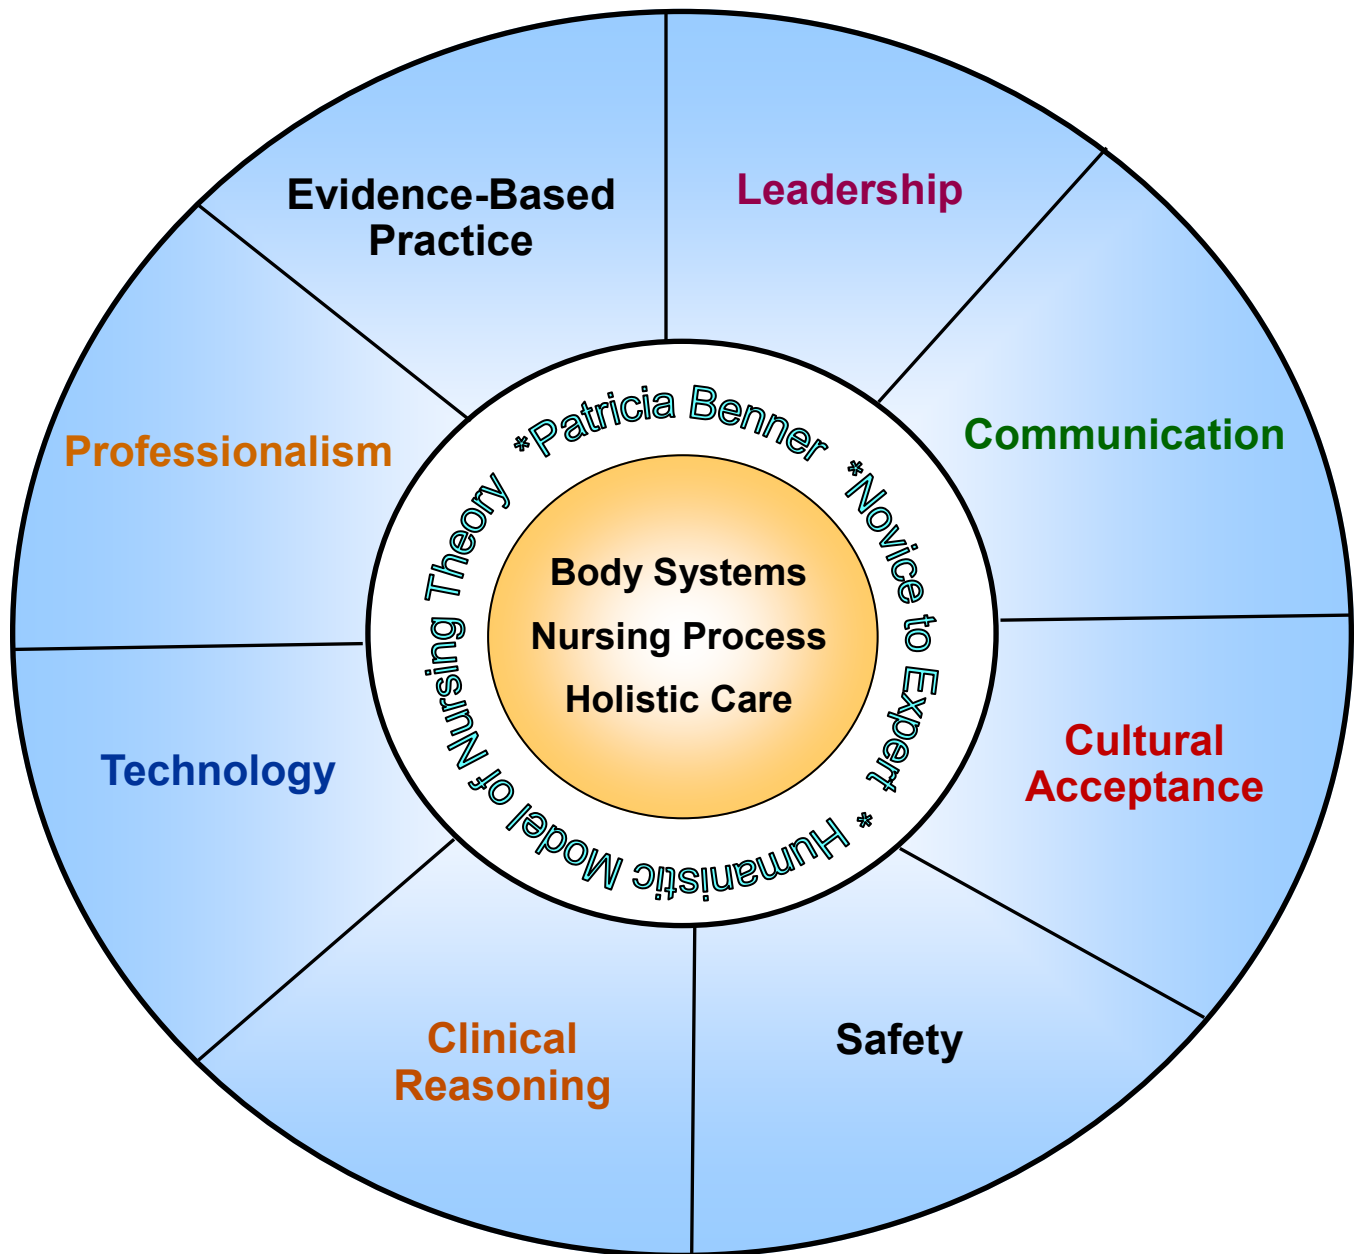 Evidence-Based
Practice
Leadership
Professionalism
Communication
*Patricia Benner *Novice to Expert * Humanistic Model of Nursing Theory
Body Systems
Nursing Process
Holistic Care
Technology
Cultural
Acceptance
Clinical
Reasoning
Safety